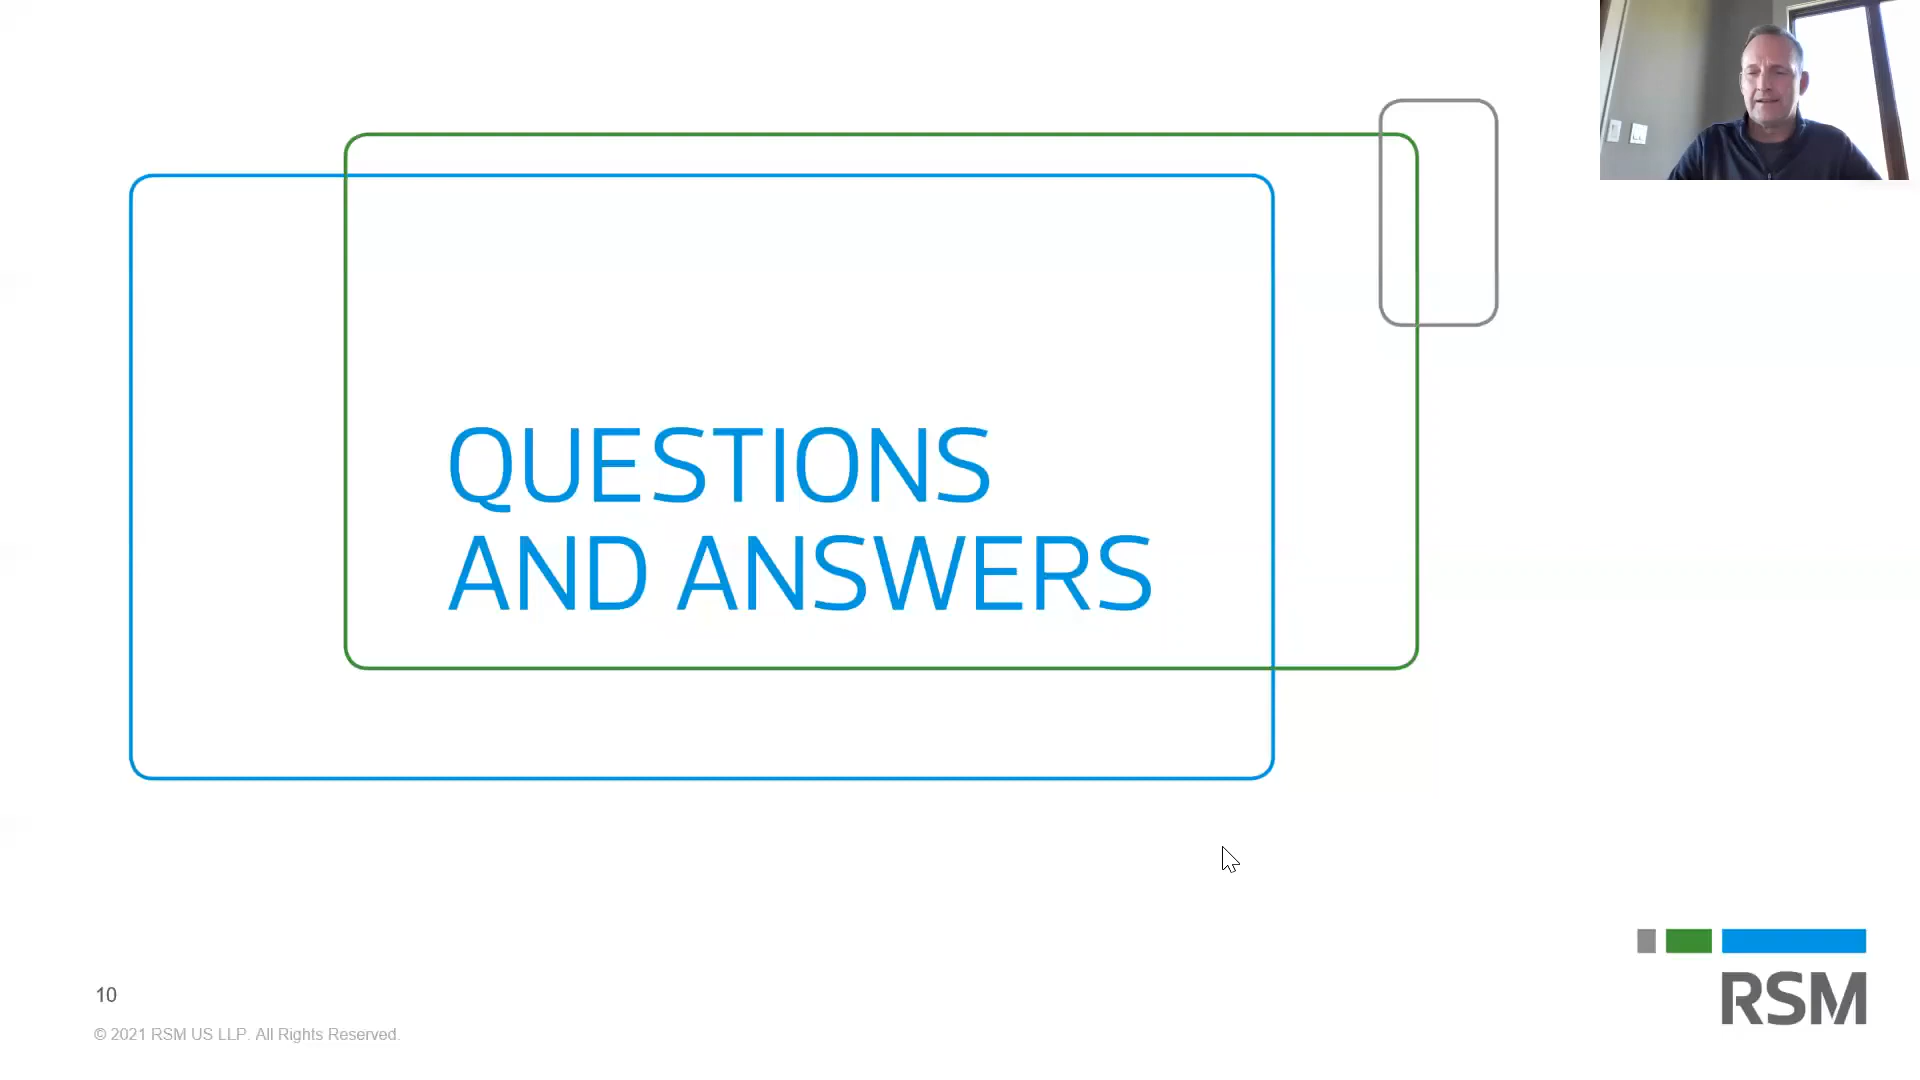 QUESTIONS
AND ANSWERS
10
© 2021 RSM US LLP. All Rights Reserved.
RSM